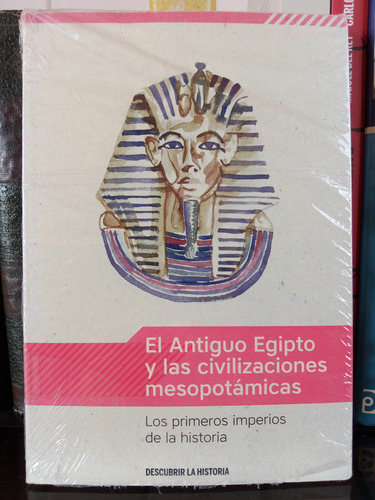 El Antiguo Egipto
y las civilizaciones
mesopotámicas
Los primeros imperios
de la historia
DESCUBRIR LA HISTORIA